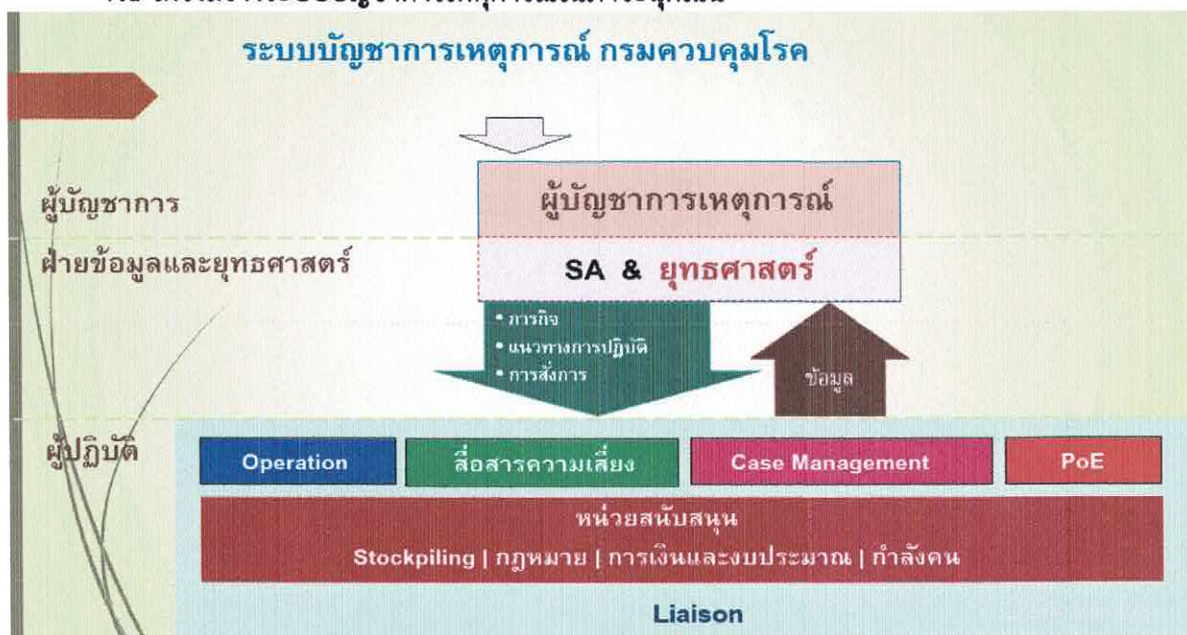 ระบบบัญชาการเหตุการณ์ กรมควบคุมโรค
ผู้บัญชาการ
ผู้บัญชาการเหตุการณ์
ฝ่ายข้อมูลและยุทธศาสตร์
SA & ยุทธศาสตร์
• ภารกิจ
• แนวทางการปฏิบัติ
• การสั่งการ
ข้อมูล
ผู้ปฏิบัติ
Operation
สื่อสารความเสี่ยง
Case Management
PoE
หน่วยสนับสนุน
Stockpiling | กฎหมาย | การเงินและงบประมาณ | กำลังคน
Liaison